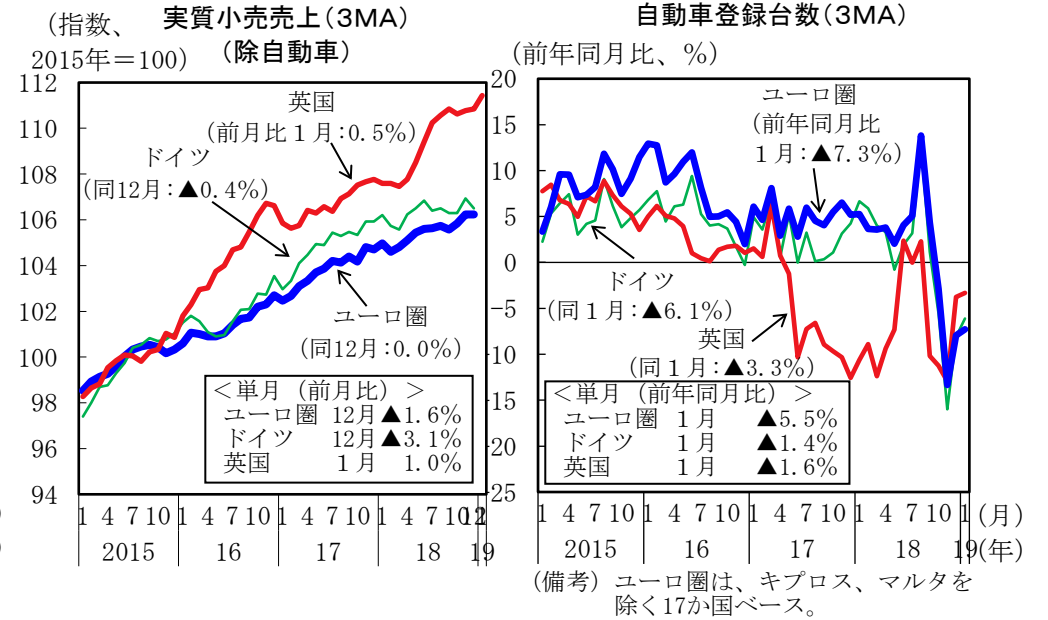 実質小売売上(3MA)
(除自動車)
(指数、
2015年＝100)
112
110
108
106
104
102
100
98
96
94
英国
(前月比１月:0.5%)
ドイツ
(同12月:▲0.4%)
ユーロ圏
(同12月:0.0%)
＜単月（前月比）＞
ユーロ圏 12月▲1.6%
ドイツ 12月▲3.1%
英国 １月 1.0%
1 4 7 10 1 4 7 10 1 4 7 10 1 4 7 10 12
2015 16 17 18 19
自動車登録台数(3MA)
(前年同月比、%)
20
15
10
5
0
-5
-10
-15
-20
-25
ユーロ圏
(前年同月比
１月:▲7.3%)
ドイツ
(同１月:▲6.1%)
英国
(同１月:▲3.3%)
＜単月（前年同月比）＞
ユーロ圏 １月 ▲5.5%
ドイツ １月 ▲1.4%
英国 １月 ▲1.6%
1 4 7 10 1 4 7 10 1 4 7 10 1 4 7 10 1 (月)
2015 16 17 18 19(年)
(備考) ユーロ圏は、キプロス、マルタを
除く17か国ベース。